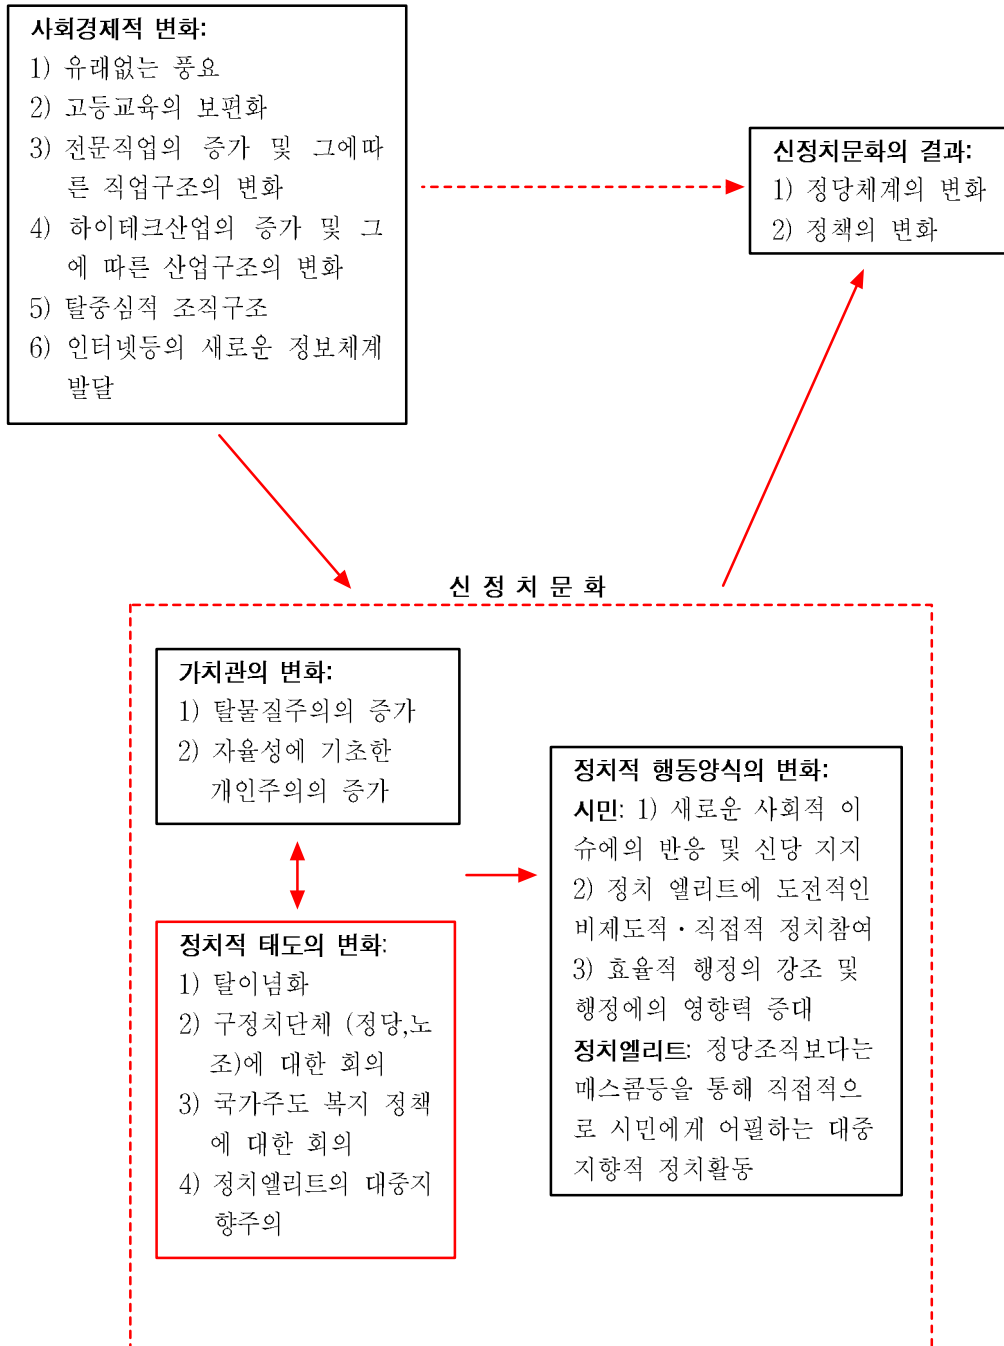 사회경제적 변화:
1) 유래없는 풍요
2) 고등교육의 보편화
3) 전문직업의 증가 및 그에따
른 직업구조의 변화
4) 하이테크산업의 증가 및 그
에 따른 산업구조의 변화
5) 탈중심적 조직구조
6) 인터넷등의 새로운 정보체계
발달
신정치문화의 결과:
1) 정당체계의 변화
2) 정책의 변화
신 정 치 문 화
가치관의 변화:
1) 탈물질주의의 증가
2) 자율성에 기초한
개인주의의 증가
정치적 태도의 변화:
1) 탈이념화
2) 구정치단체 (정당,노
조)에 대한 회의
3) 국가주도 복지 정책
에 대한 회의
4) 정치엘리트의 대중지
향주의
정치적 행동양식의 변화:
시민: 1) 새로운 사회적 이
슈에의 반응 및 신당 지지
2) 정치 엘리트에 도전적인
비제도적·직접적 정치참여
3) 효율적 행정의 강조 및
행정에의 영향력 증대
정치엘리트: 정당조직보다는
매스콤등을 통해 직접적으
로 시민에게 어필하는 대중
지향적 정치활동